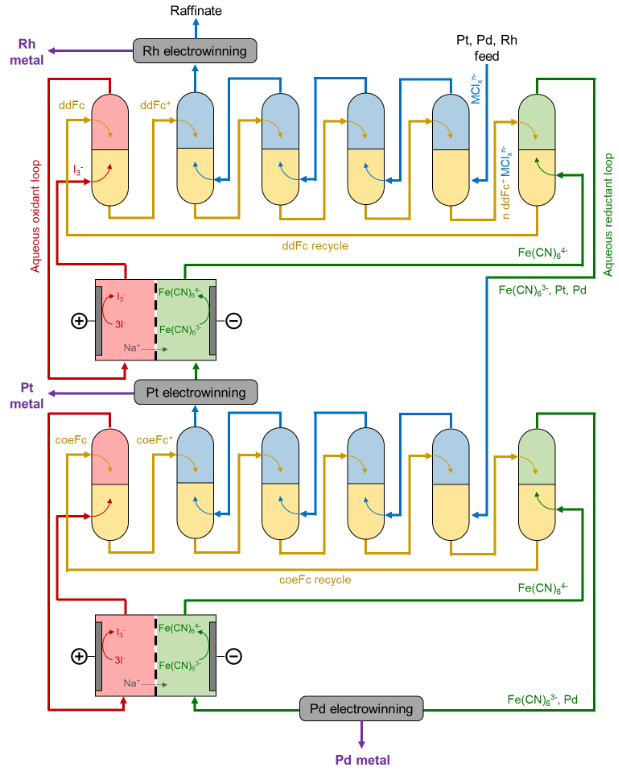 Raffinate
Rh
metal
Rh electrowinning
Pt, Pd, Rh
feed
ddFc
ddFc⁺
MClₓⁿ⁻
I₃⁻
n ddFc⁺ MClₓⁿ⁻
Aqueous oxidant loop
Aqueous reductant loop
ddFc recycle
Fe(CN)₆⁴⁻
Fe(CN)₆³⁻, Pt, Pd
I₃⁻
Fe(CN)₆⁴⁻
+
3I⁻
Fe(CN)₆³⁻
−
Na⁺
Pt
metal
Pt electrowinning
coeFc
coeFc⁺
coeFc recycle
Fe(CN)₆⁴⁻
I₃⁻
Fe(CN)₆⁴⁻
+
3I⁻
Fe(CN)₆³⁻
−
Na⁺
Fe(CN)₆³⁻, Pd
Pd electrowinning
Pd metal